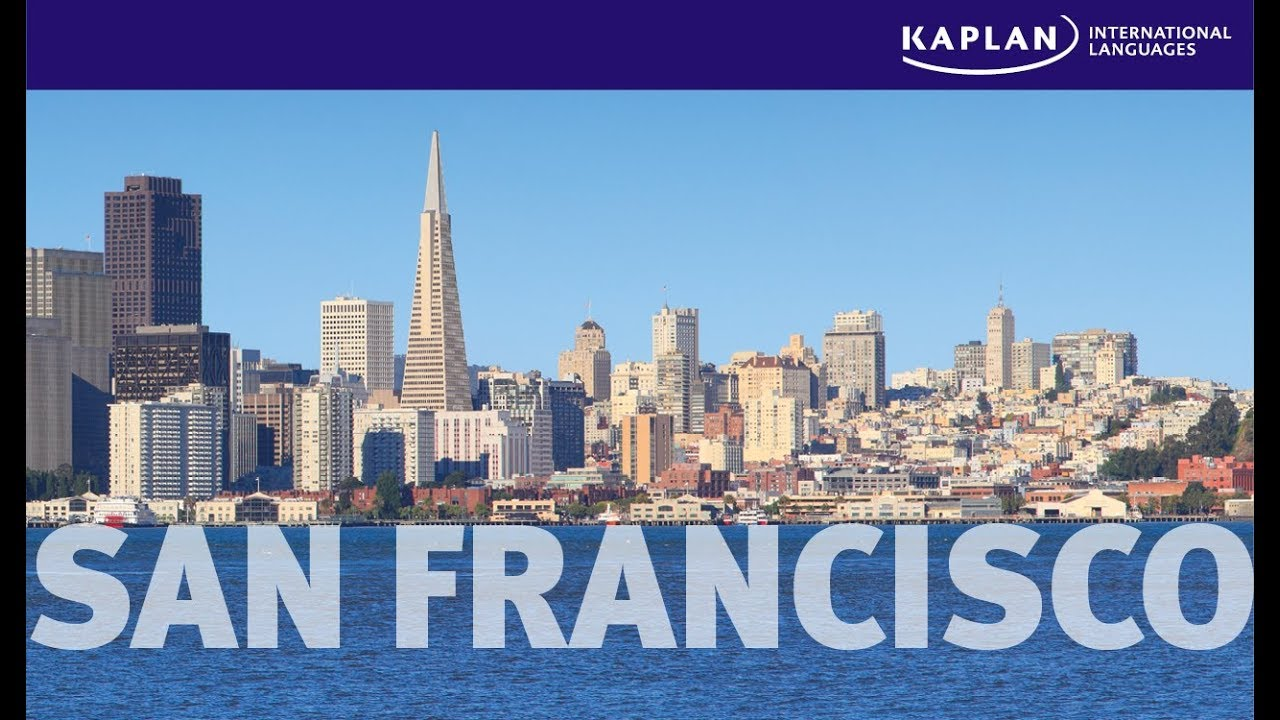 KAPLAN INTERNATIONAL
LANGUAGES
SAN FRANCISCO